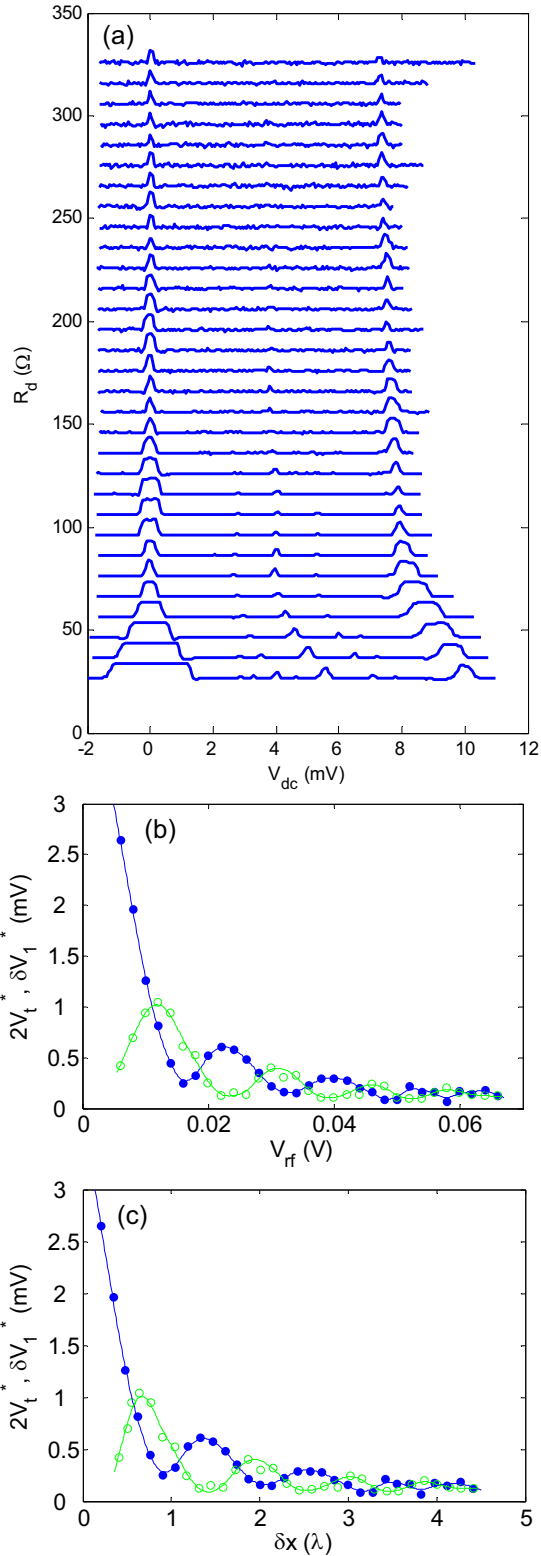 350
(a)
300
250
200
R_d (Ω)
150
100
50
0
-2 0 2 4 6 8 10 12
V_dc (mV)
3
(b)
2.5
2
2V_t^*, δV_1^* (mV)
1.5
1
0.5
0
0 0.02 0.04 0.06
V_rf (V)
3
(c)
2.5
2
2V_t^*, δV_1^* (mV)
1.5
1
0.5
0
0 1 2 3 4 5
δx (λ)